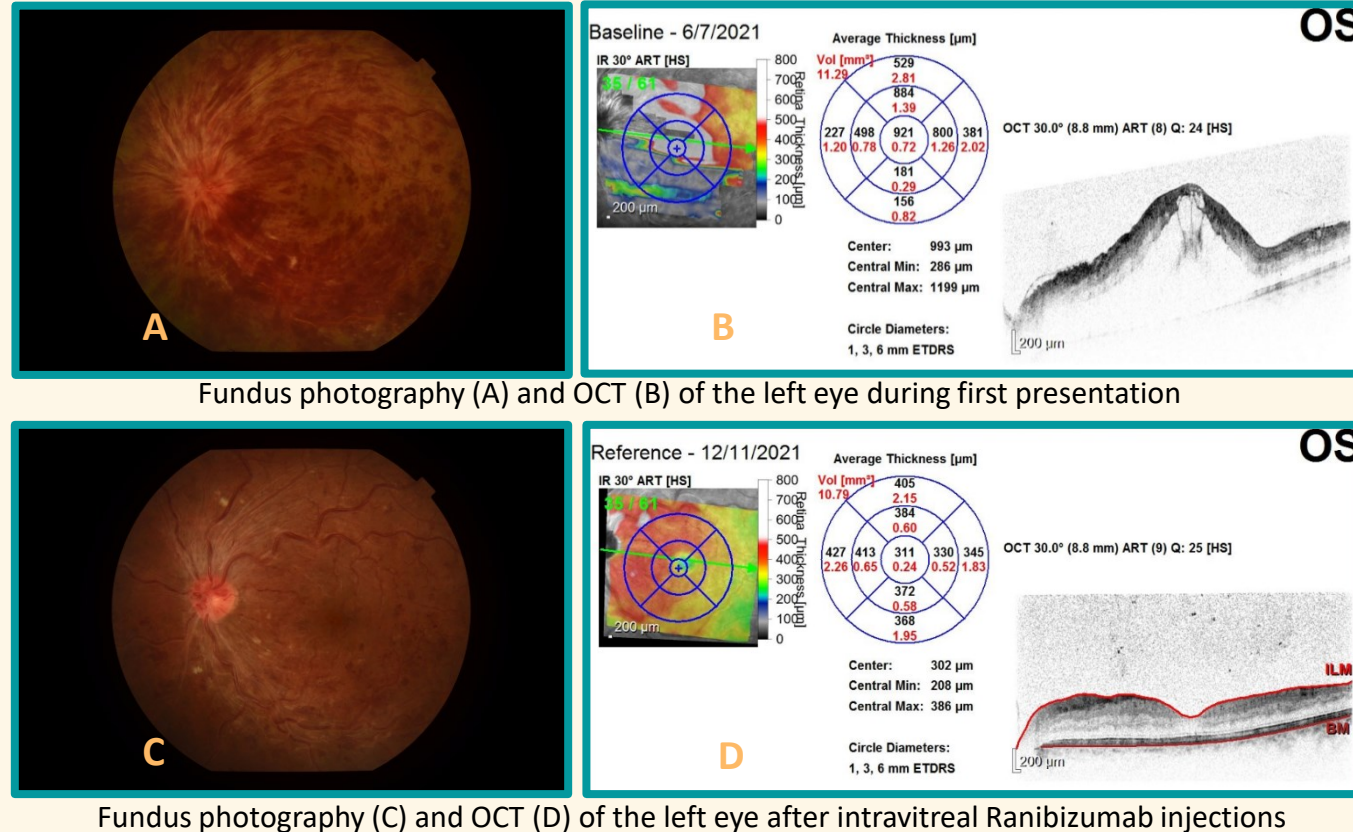 A
Baseline - 6/7/2021
OS
IR 30° ART [HS]
35 / 61
200 µm
800
700
600
500
400
300
200
100
0
Retina Thickness [µm]
Average Thickness [µm]
Vol [mm³]
11.29
529
2.81
884
1.39
227 498 921 800 381
1.20 0.78 0.72 1.26 2.02
181
0.29
156
0.82
Center: 993 µm
Central Min: 286 µm
Central Max: 1199 µm
Circle Diameters:
1, 3, 6 mm ETDRS
B
OCT 30.0° (8.8 mm) ART (8) Q: 24 [HS]
200 µm
Fundus photography (A) and OCT (B) of the left eye during first presentation
C
Reference - 12/11/2021
OS
IR 30° ART [HS]
35 / 61
200 µm
800
700
600
500
400
300
200
100
0
Retina Thickness [µm]
Average Thickness [µm]
Vol [mm³]
10.79
405
2.15
384
0.60
427 413 311 330 345
2.26 0.65 0.24 0.52 1.83
372
0.58
368
1.95
Center: 302 µm
Central Min: 208 µm
Central Max: 386 µm
Circle Diameters:
1, 3, 6 mm ETDRS
D
OCT 30.0° (8.8 mm) ART (9) Q: 25 [HS]
ILM
BM
200 µm
Fundus photography (C) and OCT (D) of the left eye after intravitreal Ranibizumab injections